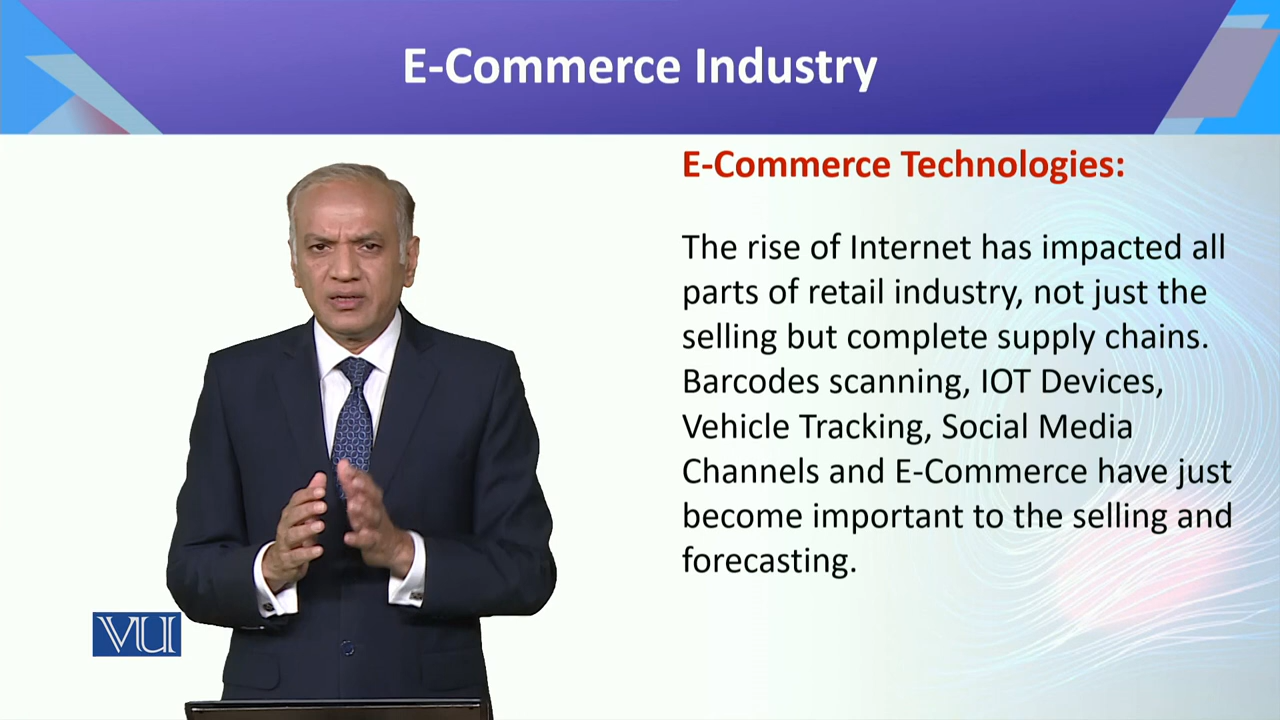 E-Commerce Industry
E-Commerce Technologies:
The rise of Internet has impacted all
parts of retail industry, not just the
selling but complete supply chains.
Barcodes scanning, IOT Devices,
Vehicle Tracking, Social Media
Channels and E-Commerce have just
become important to the selling and
forecasting.
VU